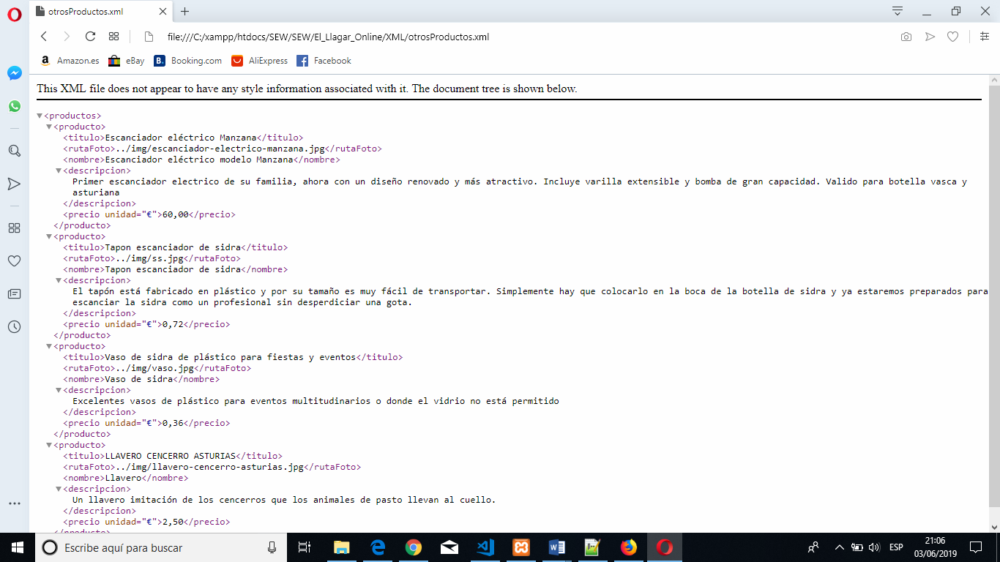 otrosProductos.xml
file:///C:/xampp/htdocs/SEW/SEW/El_Llagar_Online/XML/otrosProductos.xml
a Amazon.es eBay B. Booking.com AliExpress Facebook
This XML file does not appear to have any style information associated with it. The document tree is shown below.
<productos>
<producto>
<titulo>Escanciador eléctrico Manzana</titulo>
<rutaFoto>../img/escanciador-electrico-manzana.jpg</rutaFoto>
<nombre>Escanciador eléctrico modelo Manzana</nombre>
<descripcion>
Primer escanciador electrico de su familia, ahora con un diseño renovado y más atractivo. Incluye varilla extensible y bomba de gran capacidad. Valido para botella vasca y
asturiana
</descripcion>
<precio unidad="€">60,00</precio>
</producto>
<producto>
<titulo>Tapon escanciador de sidra</titulo>
<rutaFoto>../img/ss.jpg</rutaFoto>
<nombre>Tapon escanciador de sidra</nombre>
<descripcion>
El tapón está fabricado en plástico y por su tamaño es muy fácil de transportar. Simplemente hay que colocarlo en la boca de la botella de sidra y ya estaremos preparados para
escanciar la sidra como un profesional sin desperdiciar una gota.
</descripcion>
<precio unidad="€">0,72</precio>
</producto>
<producto>
<titulo>Vaso de sidra de plástico para fiestas y eventos</titulo>
<rutaFoto>../img/vaso.jpg</rutaFoto>
<nombre>Vaso de sidra</nombre>
<descripcion>
Excelentes vasos de plástico para eventos multitudinarios o donde el vidrio no está permitido
</descripcion>
<precio unidad="€">0,36</precio>
</producto>
<producto>
<titulo>LLAVERO CENCERRO ASTURIAS</titulo>
<rutaFoto>../img/llavero-cencerro-asturias.jpg</rutaFoto>
<nombre>Llavero</nombre>
<descripcion>
Un llavero imitación de los cencerros que los animales de pasto llevan al cuello.
</descripcion>
<precio unidad="€">2,50</precio>
</producto>
Escribe aquí para buscar
ESP
21:06
03/06/2019